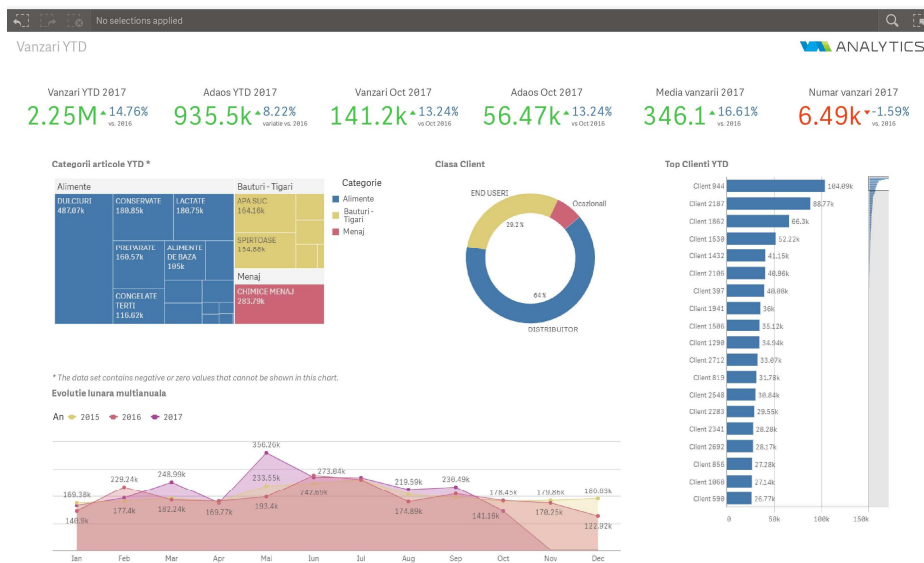 No selections applied
Vanzari YTD
ANALYTICS
Vanzari YTD 2017
2.25M
14.76%
vs. 2016
Adaos YTD 2017
935.5k
8.22%
variatie vs. 2016
Vanzari Oct 2017
141.2k
13.24%
vs Oct 2016
Adaos Oct 2017
56.47k
13.24%
vs Oct 2016
Media vanzarii 2017
346.1
16.61%
vs. 2016
Numar vanzari 2017
6.49k
-1.59%
vs. 2016
Categorii articole YTD *
Alimente
DULCIURI
487.07k
CONSERVATE
180.85k
LACTATE
180.75k
PREPARATE
160.57k
ALIMENTE
DE BAZA
105k
CONGELATE
TERTI
116.62k
Bauturi - Tigari
APA SUC
164.16k
SPIRTOASE
154.88k
Menaj
CHIMICE MENAJ
283.79k
Categorie
Alimente
Bauturi -
Tigari
Menaj
* The data set contains negative or zero values that cannot be shown in this chart.
Clasa Client
END USERI
Ocazionali
29.2%
64%
DISTRIBUITOR
Top Clienti YTD
Client 944
104.09k
Client 2187
88.77k
Client 1862
66.3k
Client 1530
52.22k
Client 1432
41.15k
Client 2106
40.96k
Client 397
40.06k
Client 1941
36k
Client 1506
35.12k
Client 1290
34.94k
Client 2712
33.07k
Client 819
31.78k
Client 2548
30.84k
Client 2283
29.55k
Client 2341
28.28k
Client 2692
28.17k
Client 856
27.28k
Client 1068
27.14k
Client 590
26.77k
0
50k
100k
150k
Evolutie lunara multianuala
An
2015
2016
2017
169.38k
140.9k
229.24k
177.4k
248.99k
182.24k
169.77k
356.26k
233.55k
193.4k
273.04k
242.69k
219.59k
174.89k
230.49k
178.45k
141.16k
179.86k
170.25k
186.03k
127.92k
Ian
Feb
Mar
Apr
Mai
Iun
Iul
Aug
Sep
Oct
Nov
Dec